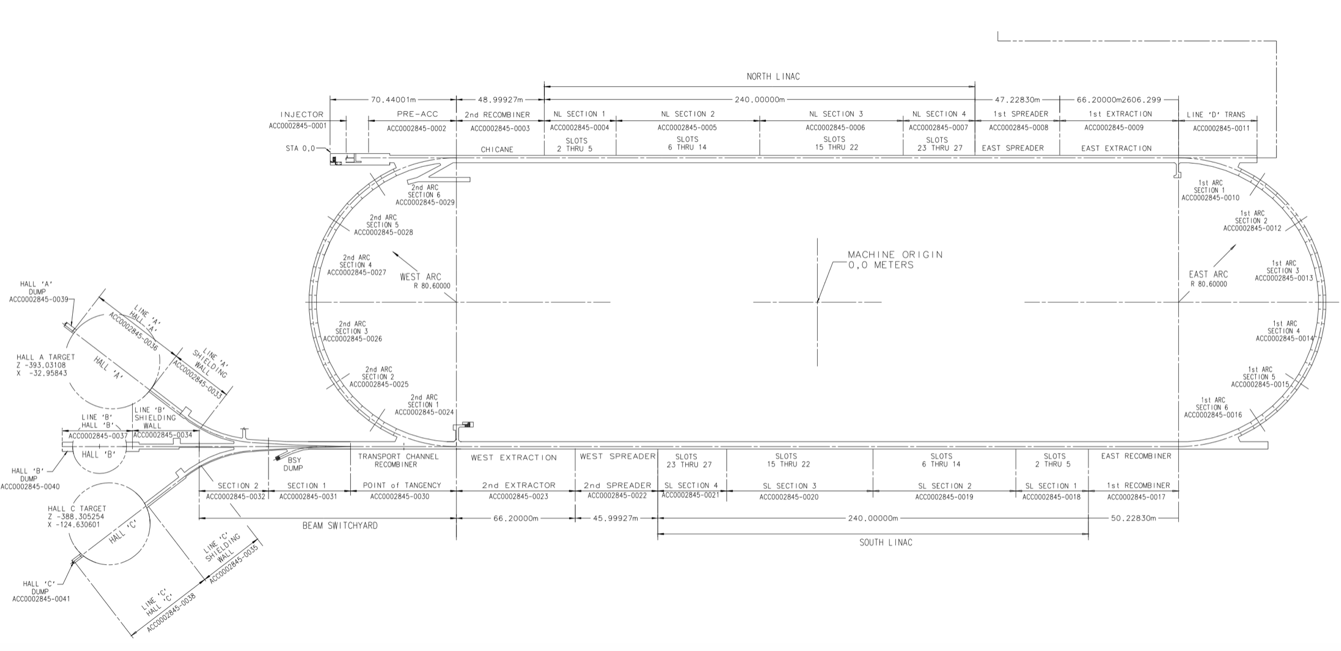 NORTH LINAC
70.44001m
48.99927m
240.00000m
47.22830m
66.20000m2606.299
INJECTOR
ACC0002845-0001
PRE-ACC
ACC0002845-0002
2nd RECOMBINER
ACC0002845-0003
NL SECTION 1
ACC0002845-0004
NL SECTION 2
ACC0002845-0005
NL SECTION 3
ACC0002845-0006
NL SECTION 4
ACC0002845-0007
1st SPREADER
ACC0002845-0008
1st EXTRACTION
ACC0002845-0009
LINE 'D' TRANS
ACC0002845-0011
STA 0,0
CHICANE
SLOTS
2 THRU 5
SLOTS
6 THRU 14
SLOTS
15 THRU 22
SLOTS
23 THRU 27
EAST SPREADER
EAST EXTRACTION
2nd ARC
SECTION 6
ACC0002845-0029
2nd ARC
SECTION 5
ACC0002845-0028
2nd ARC
SECTION 4
ACC0002845-0027
WEST ARC
R 80.60000
2nd ARC
SECTION 3
ACC0002845-0026
2nd ARC
SECTION 2
ACC0002845-0025
2nd ARC
SECTION 1
ACC0002845-0024
MACHINE ORIGIN
0,0 METERS
1st ARC
SECTION 1
ACC0002845-0010
1st ARC
SECTION 2
ACC0002845-0012
1st ARC
SECTION 3
ACC0002845-0013
EAST ARC
R 80.60000
1st ARC
SECTION 4
ACC0002845-0014
1st ARC
SECTION 5
ACC0002845-0015
1st ARC
SECTION 6
ACC0002845-0016
HALL 'A'
DUMP
ACC0002845-0039
LINE 'A'
HALL 'A'
ACC0002845-0036
HALL A TARGET
Z -393.03108
X -32.95843
HALL 'A'
LINE 'A'
SHIELDING
WALL
ACC0002845-0033
LINE 'B'
HALL 'B'
ACC0002845-0037
LINE 'B'
SHIELDING
WALL
ACC0002845-0034
HALL 'B'
HALL 'B'
DUMP
ACC0002845-0040
BSY
DUMP
TRANSPORT CHANNEL
RECOMBINER
WEST EXTRACTION
WEST SPREADER
SLOTS
23 THRU 27
SLOTS
15 THRU 22
SLOTS
6 THRU 14
SLOTS
2 THRU 5
EAST RECOMBINER
SECTION 2
ACC0002845-0032
SECTION 1
ACC0002845-0031
POINT of TANGENCY
ACC0002845-0030
2nd EXTRACTOR
ACC0002845-0023
2nd SPREADER
ACC0002845-0022
SL SECTION 4
ACC0002845-0021
SL SECTION 3
ACC0002845-0020
SL SECTION 2
ACC0002845-0019
SL SECTION 1
ACC0002845-0018
1st RECOMBINER
ACC0002845-0017
BEAM SWITCHYARD
66.20000m
45.99927m
240.00000m
50.22830m
SOUTH LINAC
HALL C TARGET
Z -388.305254
X -124.630601
HALL 'C'
LINE 'C'
SHIELDING
WALL
ACC0002845-0035
HALL 'C'
DUMP
ACC0002845-0041
LINE 'C'
HALL 'C'
ACC0002845-0038